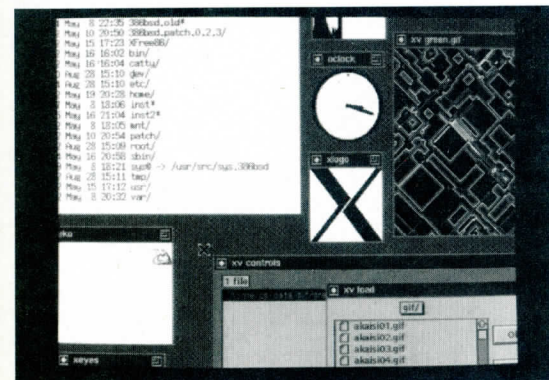 May 8 22:35 386bsd.old*
May 10 20:50 386bsd.patch.0.2.3/
May 15 17:23 XFree86/
May 16 16:02 bin/
May 16 16:04 catty/
Aug 28 15:10 dev/
Aug 28 15:10 etc/
May 19 20:28 home/
May 8 18:06 inst*
May 16 21:04 inst2*
May 8 18:05 mnt/
May 10 20:54 patch/
Aug 28 15:09 root/
May 16 20:58 sbin/
May 8 18:21 sys@ -> /usr/src/sys.386bsd
Aug 28 15:11 tmp/
May 15 17:12 usr/
May 8 20:32 var/
oclock
xv green.gif
xlogo
eko
xeyes
xv controls
1 file
xv load
gif/
akaisi01.gif
akaisi02.gif
akaisi03.gif
akaisi04.gif